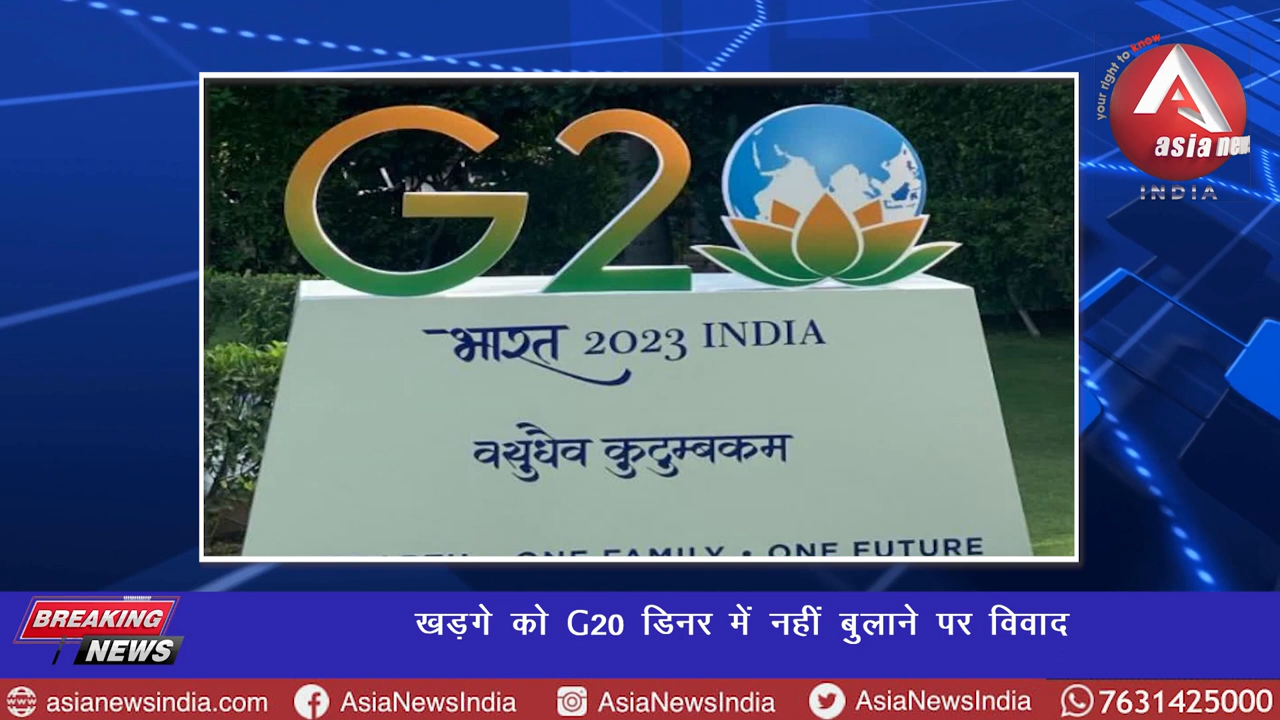 your right to know
A
asia new
INDIA
G20
भारत 2023 INDIA
वसुधैव कुटुम्बकम
ONE FAMILY • ONE FUTURE
BREAKING
NEWS
खड़गे को G20 डिनर में नहीं बुलाने पर विवाद
asianewsindia.com AsiaNewsIndia AsiaNewsIndia AsiaNewsIndia 7631425000